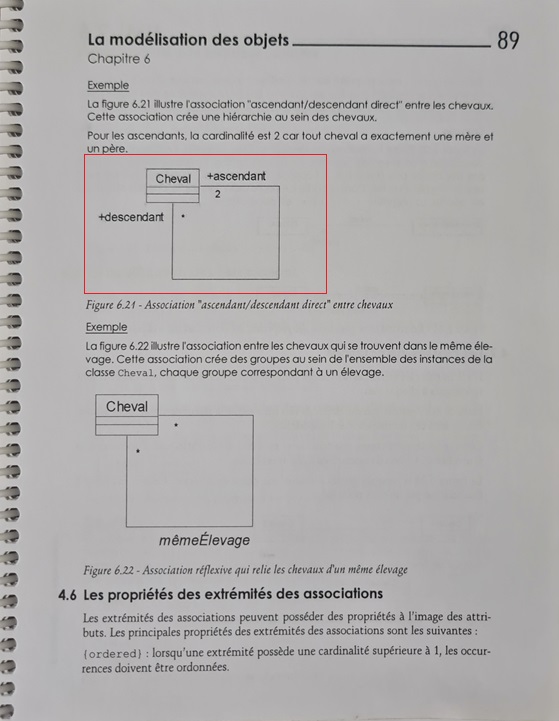 La modélisation des objets 89
Chapitre 6
Exemple
La figure 6.21 illustre l'association "ascendant/descendant direct" entre les chevaux.
Cette association crée une hiérarchie au sein des chevaux.
Pour les ascendants, la cardinalité est 2 car tout cheval a exactement une mère et
un père.
Cheval +ascendant
2
+descendant *
Figure 6.21 - Association "ascendant/descendant direct" entre chevaux
Exemple
La figure 6.22 illustre l'association entre les chevaux qui se trouvent dans le même éle-
vage. Cette association crée des groupes au sein de l'ensemble des instances de la
classe Cheval, chaque groupe correspondant à un élevage.
Cheval
*
*
mêmeÉlevage
Figure 6.22 - Association réflexive qui relie les chevaux d'un même élevage
4.6 Les propriétés des extrémités des associations
Les extrémités des associations peuvent posséder des propriétés à l'image des attri-
buts. Les principales propriétés des extrémités des associations sont les suivantes :
{ordered} : lorsqu'une extrémité possède une cardinalité supérieure à 1, les occur-
rences doivent être ordonnées.